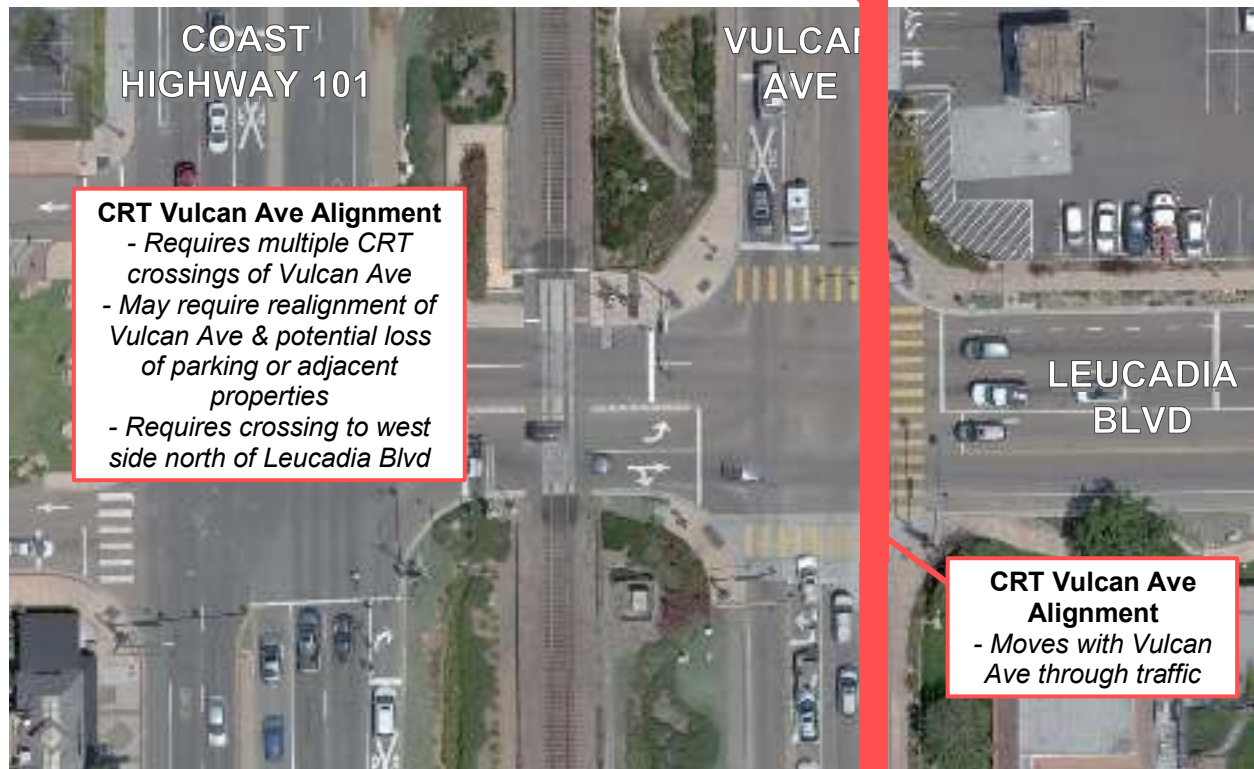 COAST
HIGHWAY 101
VULCA
AVE
CRT Vulcan Ave Alignment
- Requires multiple CRT
crossings of Vulcan Ave
- May require realignment of
Vulcan Ave & potential loss
of parking or adjacent
properties
- Requires crossing to west
side north of Leucadia Blvd
LEUCADIA
BLVD
CRT Vulcan Ave
Alignment
- Moves with Vulcan
Ave through traffic